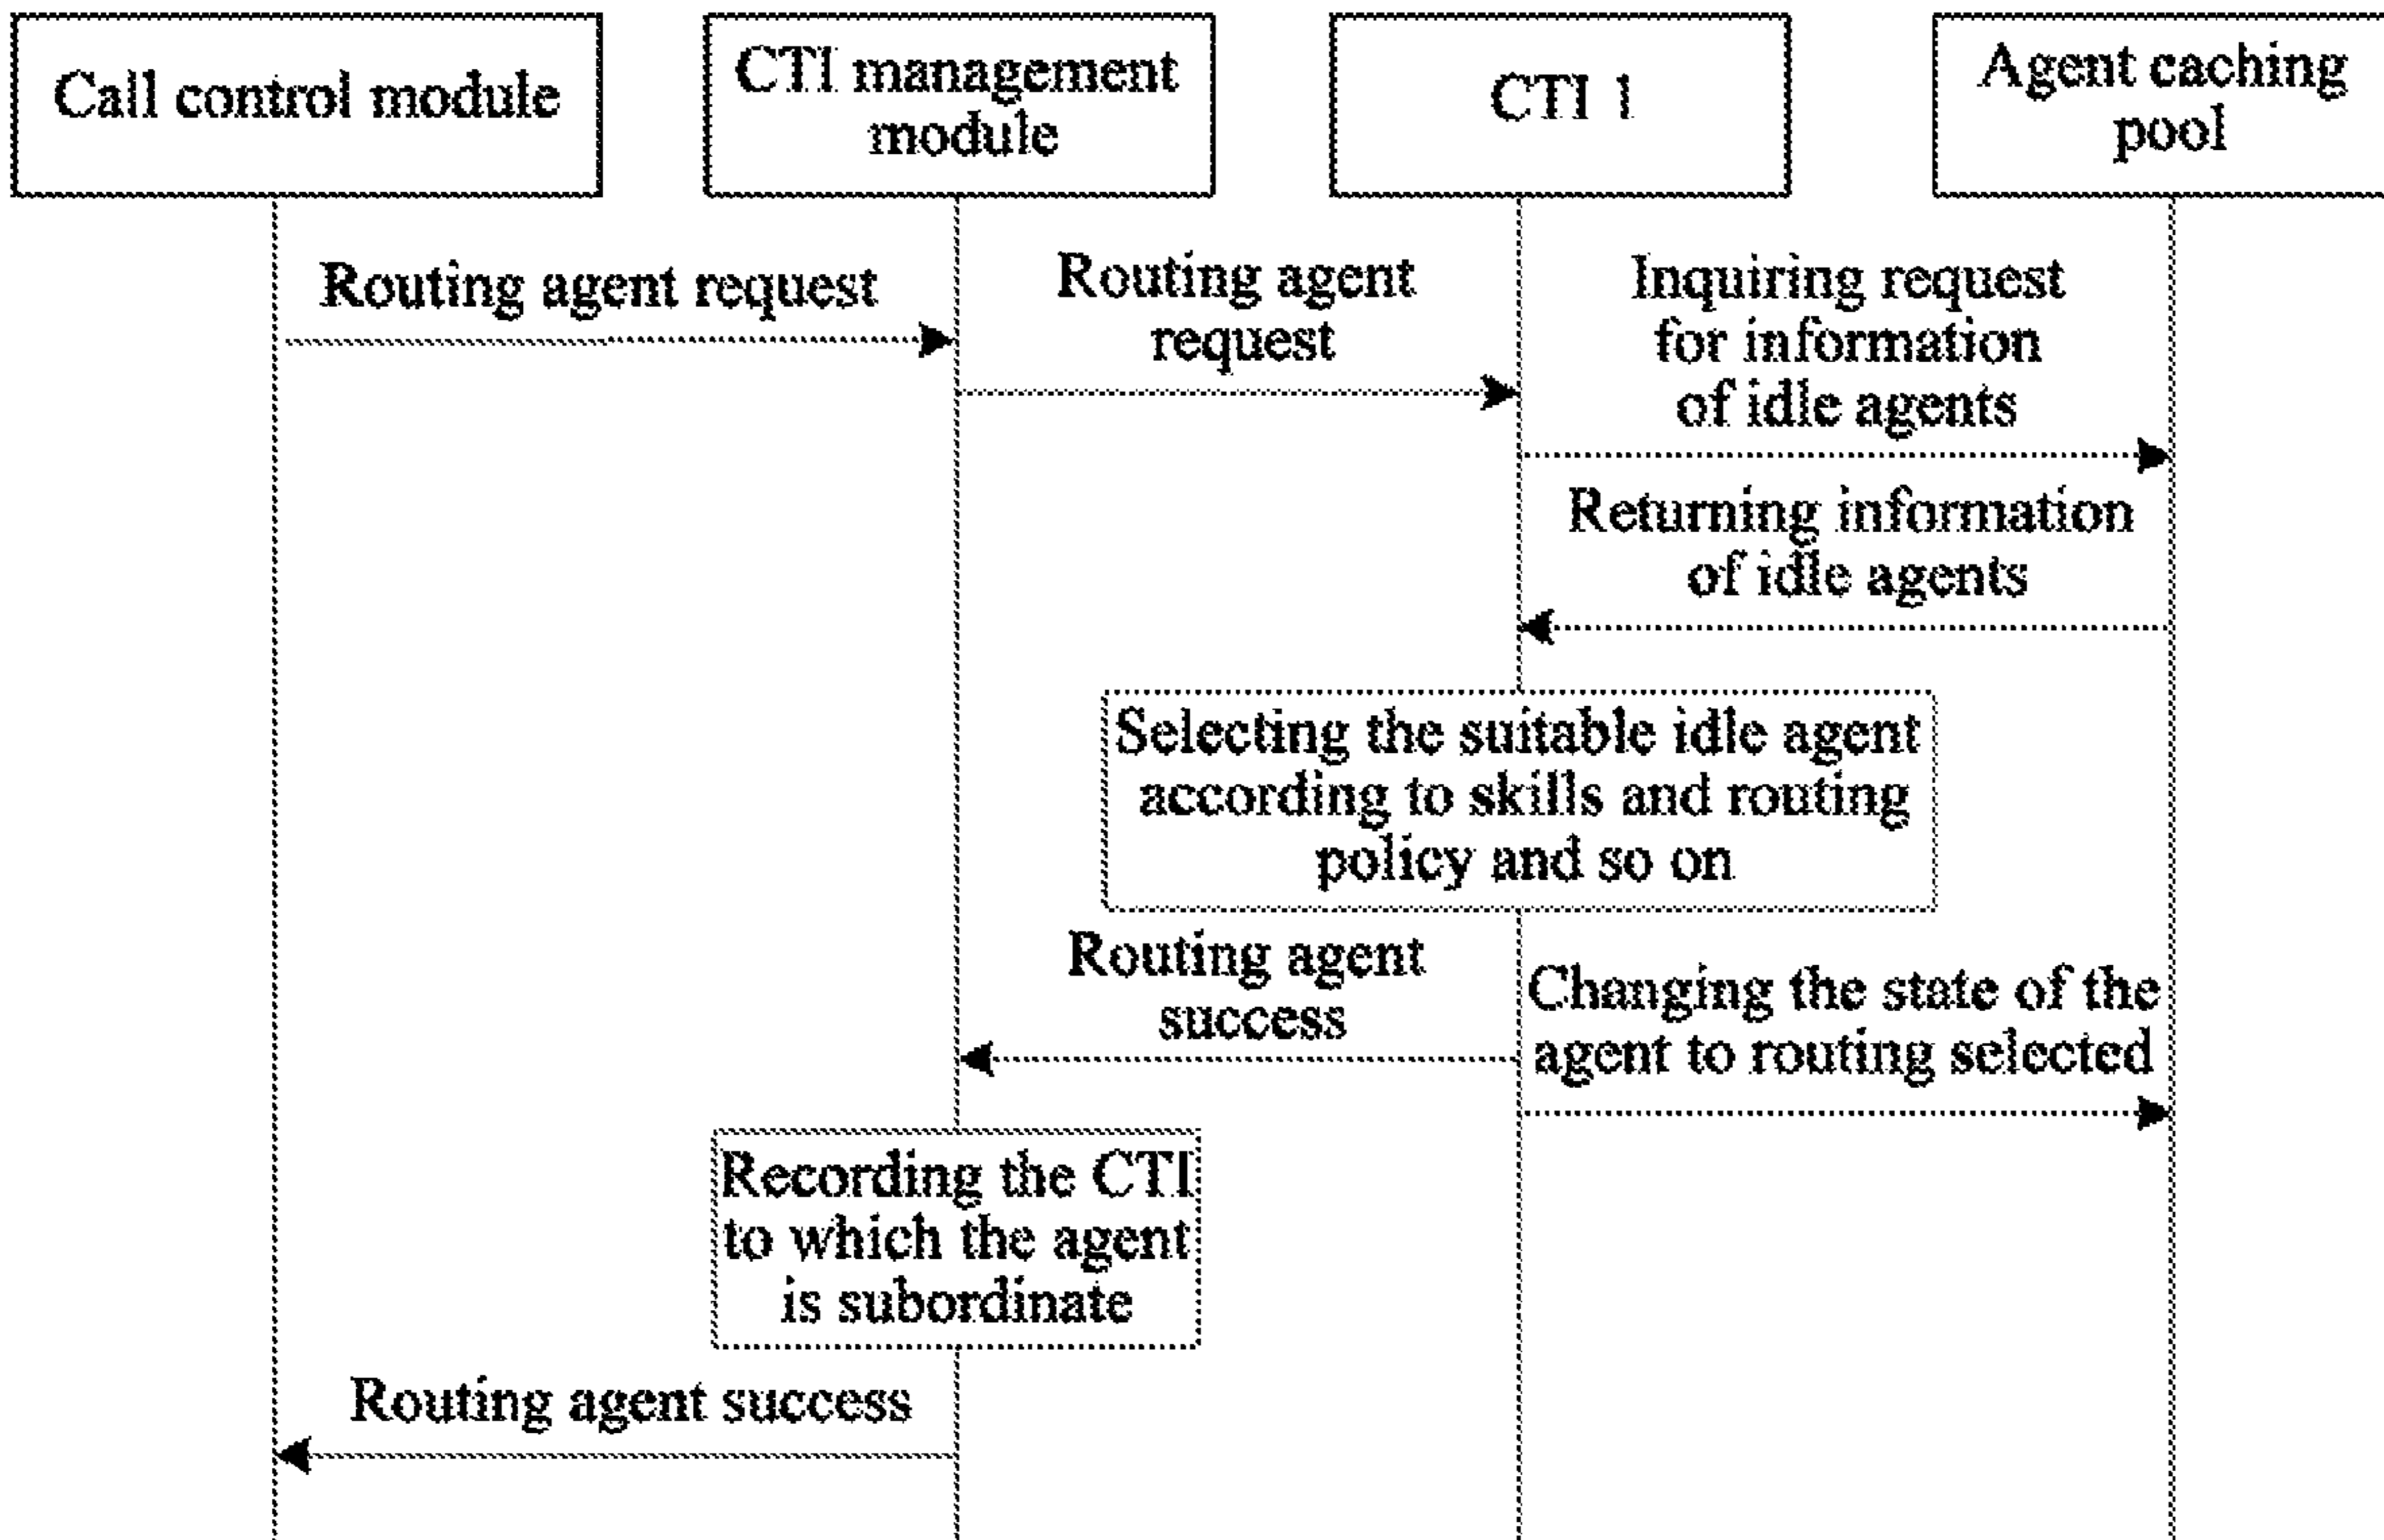 Call control module
CTI management
module
CTI 1
Agent caching
pool
Routing agent request
Routing agent
request
Inquiring request
for information
of idle agents
Returning information
of idle agents
Selecting the suitable idle agent
according to skills and routing
policy and so on
Routing agent
success
Changing the state of the
agent to routing selected
Recording the CTI
to which the agent
is subordinate
Routing agent success